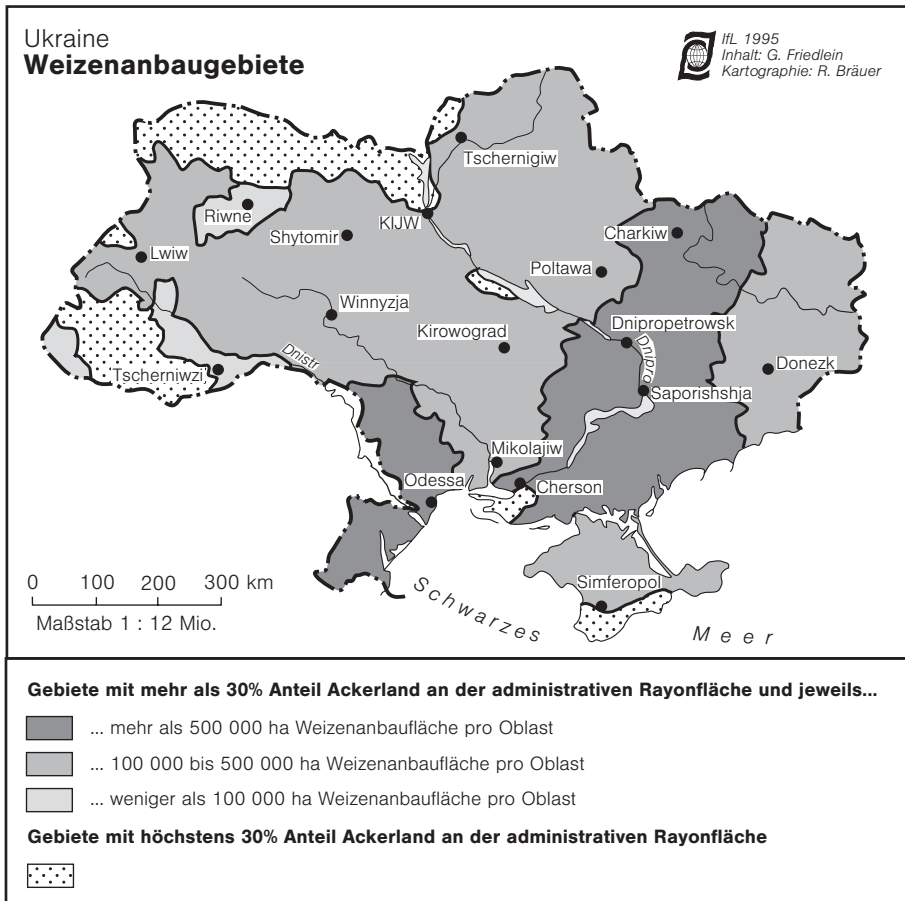 Ukraine
Weizenanbaugebiete
IfL 1995
Inhalt: G. Friedlein
Kartographie: R. Bräuer
Tschernigiw
Riwne
KIJW
Charkiw
Shytomir
Lwiw
Poltawa
Winnyzja
Dnipropetrowsk
Kirowograd
Dnistr
Dnipro
Tscherniwzi
Donezk
Saporishshja
Mikolajiw
Odessa
Cherson
Simferopol
0 100 200 300 km
Maßstab 1 : 12 Mio.
Schwarzes Meer
Gebiete mit mehr als 30% Anteil Ackerland an der administrativen Rayonfläche und jeweils...
... mehr als 500 000 ha Weizenanbaufläche pro Oblast
... 100 000 bis 500 000 ha Weizenanbaufläche pro Oblast
... weniger als 100 000 ha Weizenanbaufläche pro Oblast
Gebiete mit höchstens 30% Anteil Ackerland an der administrativen Rayonfläche